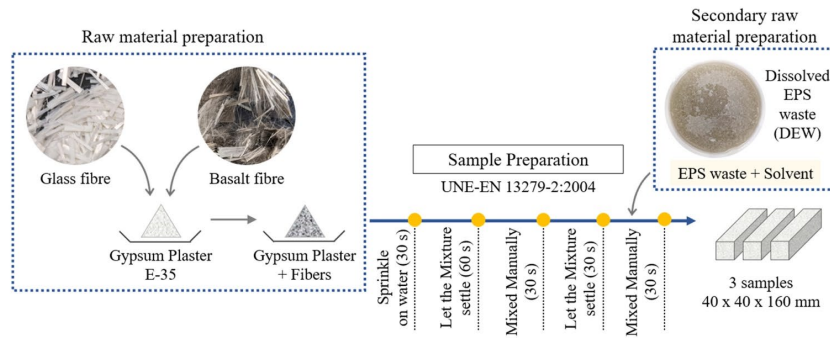 Raw material preparation
Glass fibre
Basalt fibre
Gypsum Plaster
E-35
Gypsum Plaster
+ Fibers
Sample Preparation
UNE-EN 13279-2:2004
Sprinkle
on water (30 s)
Let the Mixture
settle (60 s)
Mixed Manually
(30 s)
Let the Mixture
settle (30 s)
Mixed Manually
(30 s)
Secondary raw
material preparation
Dissolved
EPS
waste
(DEW)
EPS waste + Solvent
3 samples
40 x 40 x 160 mm